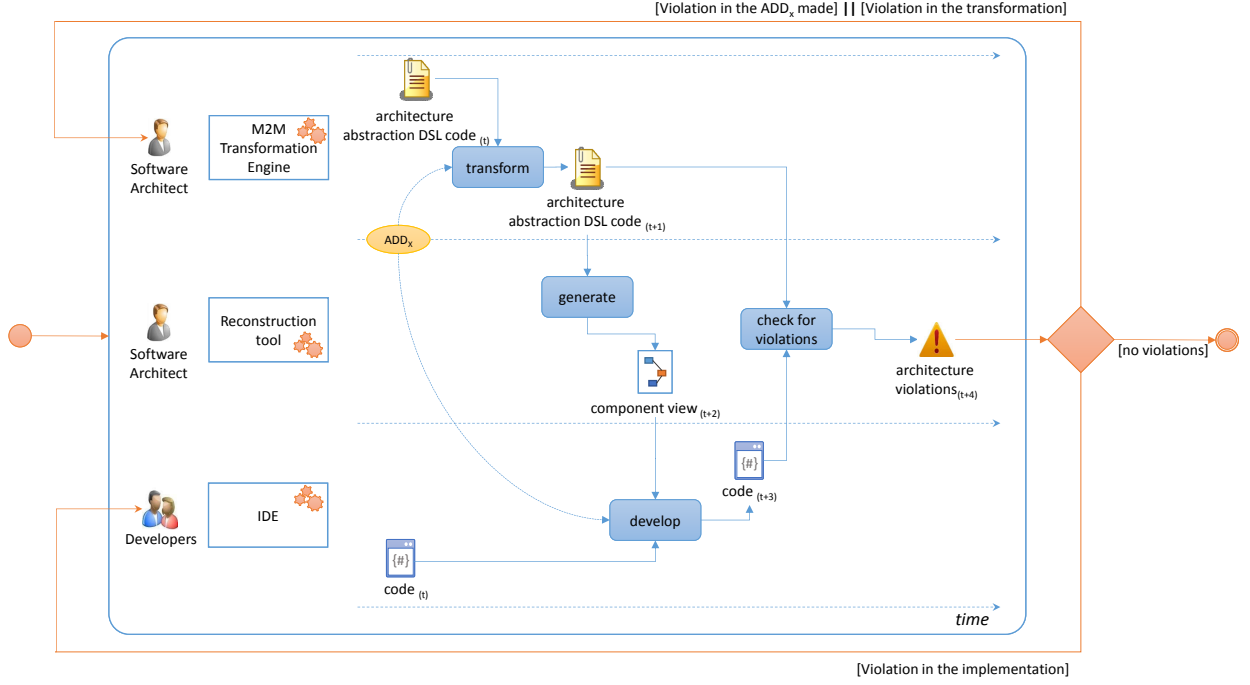 [Violation in the ADDx made] || [Violation in the transformation]
architecture
abstraction DSL code (t)
M2M
Transformation
Engine
Software
Architect
transform
architecture
abstraction DSL code (t+1)
ADDx
generate
Software
Architect
Reconstruction
tool
check for
violations
[no violations]
architecture
violations(t+4)
component view (t+2)
{#}
code (t+3)
IDE
develop
Developers
{#}
code (t)
time
[Violation in the implementation]